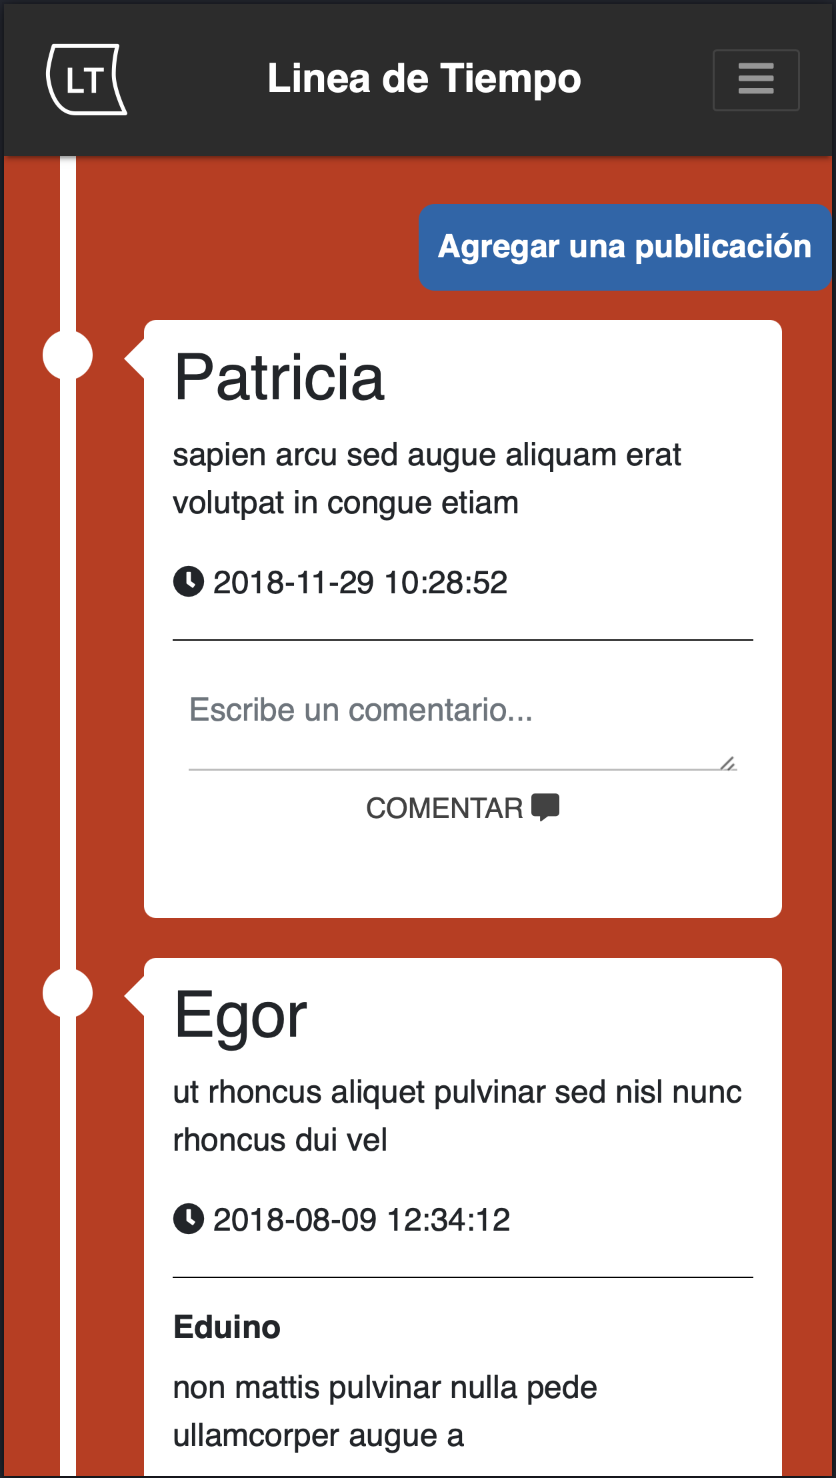 LT
Linea de Tiempo
Agregar una publicación
Patricia
sapien arcu sed augue aliquam erat
volutpat in congue etiam
2018-11-29 10:28:52
Escribe un comentario...
COMENTAR
Egor
ut rhoncus aliquet pulvinar sed nisl nunc
rhoncus dui vel
2018-08-09 12:34:12
Eduino
non mattis pulvinar nulla pede
ullamcorper augue a